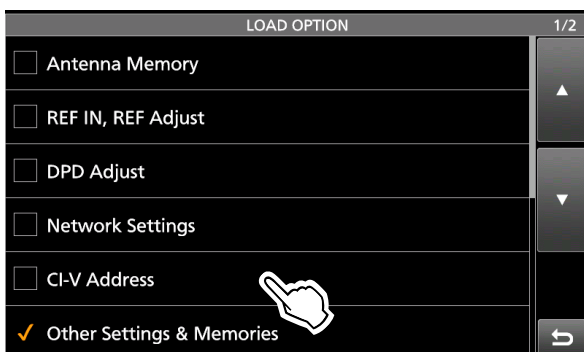 LOAD OPTION 1/2
Antenna Memory
REF IN, REF Adjust
DPD Adjust
Network Settings
CI-V Address
Other Settings & Memories